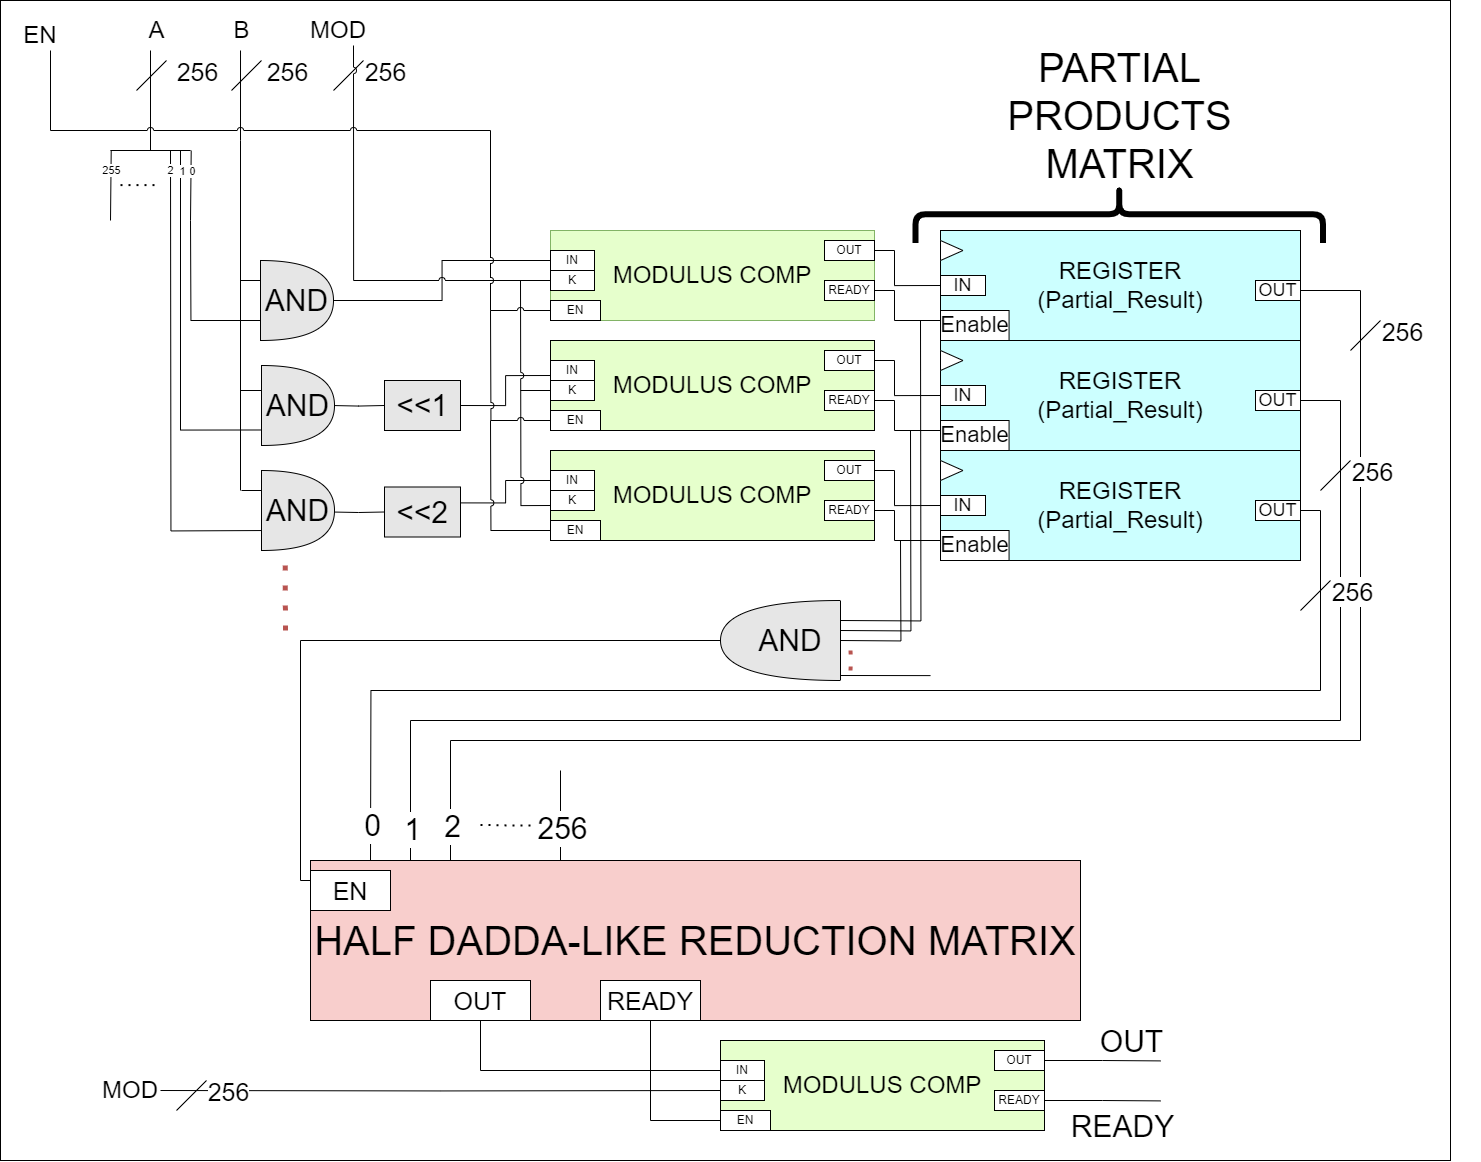 EN
A
B
MOD
256
256
256
PARTIAL
PRODUCTS
MATRIX
255
2
1
0
.....
AND
AND
<<1
AND
<<2
IN
K
EN
MODULUS COMP
OUT
READY
IN
K
EN
MODULUS COMP
OUT
READY
IN
K
EN
MODULUS COMP
OUT
READY
IN
Enable
REGISTER
(Partial_Result)
OUT
IN
Enable
REGISTER
(Partial_Result)
OUT
IN
Enable
REGISTER
(Partial_Result)
OUT
256
256
256
AND
0
1
2
.......
256
EN
HALF DADDA-LIKE REDUCTION MATRIX
OUT
READY
MOD
256
IN
K
EN
MODULUS COMP
OUT
READY
OUT
READY